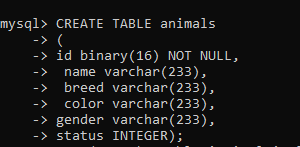 mysql> CREATE TABLE animals
-> (
-> id binary(16) NOT NULL,
-> name varchar(233),
-> breed varchar(233),
-> color varchar(233),
-> gender varchar(233),
-> status INTEGER);